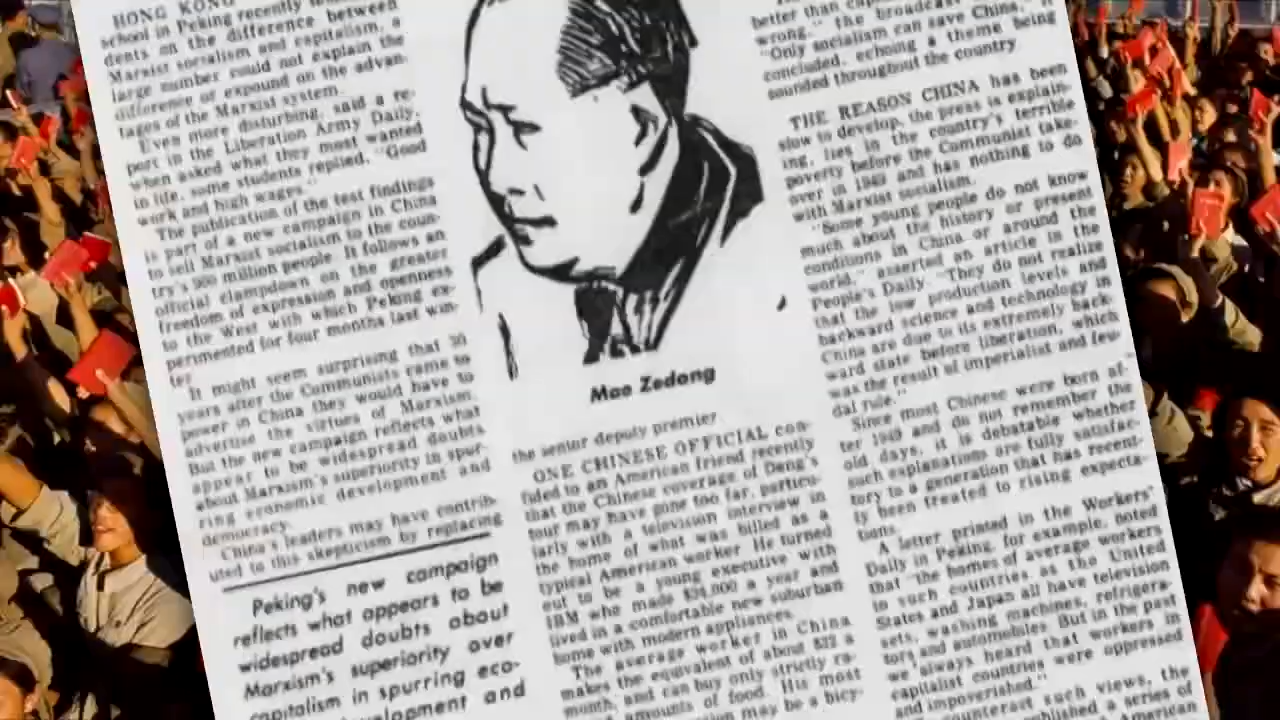 HONG KONG
school in Peking recently
dents on the difference between
Marxist socialism and capitalism, a
large number could not explain the
difference or expound on the advan-
tages of the Marxist system.
Even more disturbing, said a re-
port in the Liberation Army Daily,
when asked what they most wanted
in life, some students replied, "Good
work and high wages."
The publication of the test findings
is part of a new campaign in China
to sell Marxist socialism to the coun-
try's 900 million people. It follows an
official clampdown on the greater
freedom of expression and openness
to the West with which Peking ex-
perimented for four months last win-
ter.
It might seem surprising that 30
years after the Communists came to
power in China they would have to
advertise the virtues of Marxism.
But the new campaign reflects what
appear to be widespread doubts
about Marxism's superiority in spur-
ring economic development and
democracy.
China's leaders may have contrib-
uted to this skepticism by replacing
Peking's new campaign
reflects what appears to be
widespread doubts about
Marxism's superiority over
capitalism in spurring eco-
development and
Mao Zedong
the senior deputy premier
ONE CHINESE OFFICIAL con-
fided to an American friend recently
that the Chinese coverage of Deng's
tour may have gone too far, particu-
larly with a television interview in
the home of what was billed as a
typical American worker. He turned
out to be a young executive with
IBM who made $24,000 a year and
lived in a comfortable new suburban
home with modern appliances.
The average worker in China
makes the equivalent of about $22 a
month, and can buy only strictly ra-
amounts of food. His most
may be a bicy-
better than
wrong," the broadcast
"Only socialism can save China," it
concluded, echoing a theme being
sounded throughout the country
THE REASON CHINA has been
slow to develop, the press is explain-
ing, lies in the country's terrible
poverty before the Communist take-
over in 1949 and has nothing to do
with Marxist socialism.
"Some young people do not know
much about the history or present
conditions in China or around the
world," asserted an article in the
People's Daily. "They do not realize
that the low production levels and
backward science and technology in
China are due to its extremely back-
ward state before liberation, which
was the result of imperialist and feu-
dal rule."
Since most Chinese were born af-
ter 1949 and do not remember the
old days, it is debatable whether
such explanations are fully satisfac-
tory to a generation that has recent-
ly been treated to rising expecta-
tions.
A letter printed in the Workers'
Daily in Peking, for example, noted
that "the homes of average workers
in such countries as the United
States and Japan all have television
sets, washing machines, refrigera-
tors and automobiles. But in the past
we always heard that workers in
capitalist countries were oppressed
and impoverished."
counteract such views, the
published a series of
American